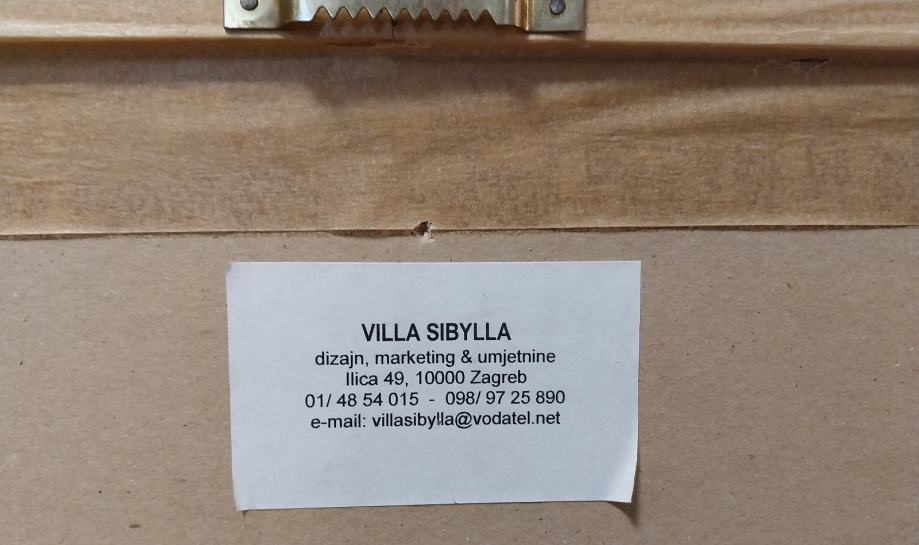 VILLA SIBYLLA
dizajn, marketing & umjetnine
Ilica 49, 10000 Zagreb
01/ 48 54 015 - 098/ 97 25 890
e-mail: villasibylla@vodatel.net